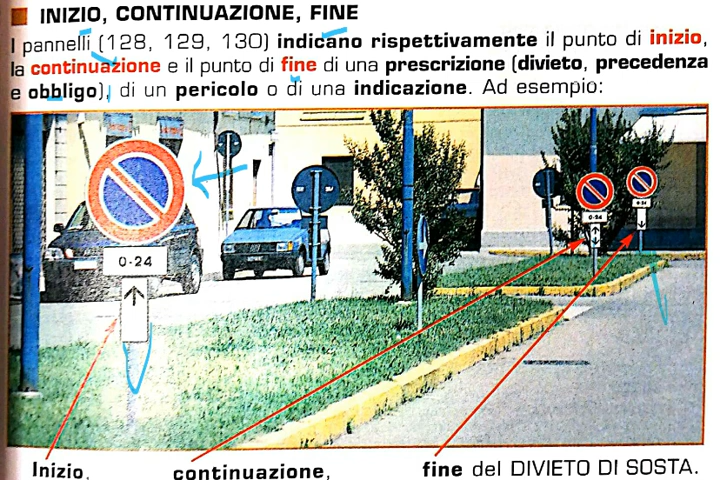 INIZIO, CONTINUAZIONE, FINE
I pannelli (128, 129, 130) indicano rispettivamente il punto di inizio,
la continuazione e il punto di fine di una prescrizione (divieto, precedenza
e obbligo), di un pericolo o di una indicazione. Ad esempio:
0-24
0-24
0-24
Inizio,
continuazione,
fine del DIVIETO DI SOSTA.